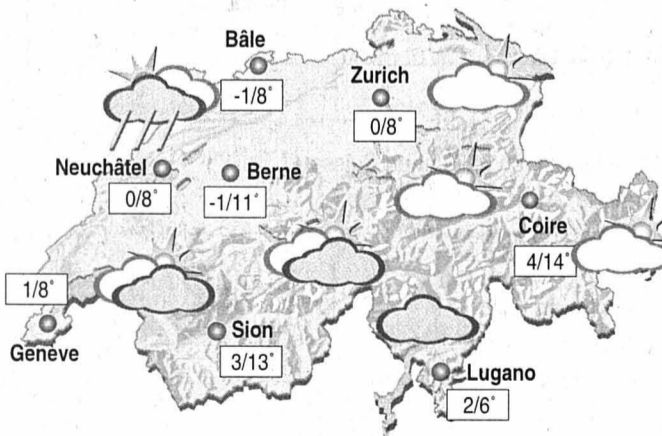 Bâle
-1/8°
Zurich
0/8°
Neuchâtel
0/8°
Berne
-1/11°
Coire
4/14°
1/8°
Genève
Sion
3/13°
Lugano
2/6°